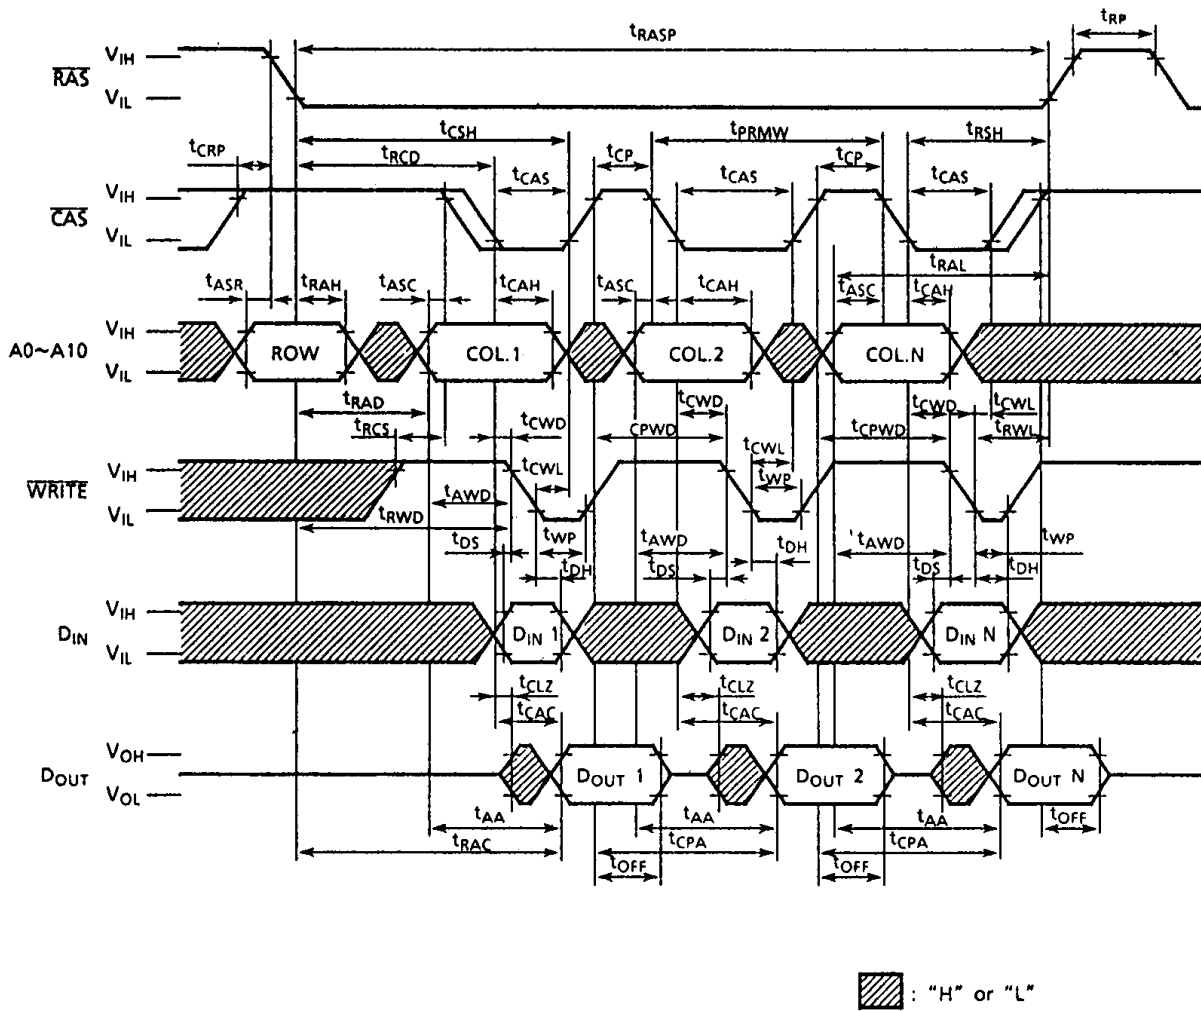 tRASP tRP
VIH
RAS
VIL
tCSH tPRMW tRSH
tCRP tRCD tCP tCP
tCAS tCAS tCAS
VIH
CAS
VIL
tRAL
tASR tRAH tASC tCAH tASC tCAH tASC tCAH
VIH
A0~A10 ROW COL.1 COL.2 COL.N
VIL
tRAD tCWD tCWD tCWL
tRCS tCWD CPWD tCPWD tRWL
VIH tCWL tCWL
WRITE tWP
VIL tAWD
tRWD
tDS tWP tAWD tDH tAWD tWP
tDH tDS tDS tDH
VIH
DIN DIN 1 DIN 2 DIN N
VIL
tCLZ tCLZ tCLZ
tCAC tCAC tCAC
VOH
DOUT DOUT 1 DOUT 2 DOUT N
VOL
tAA tAA tAA tOFF
tRAC tCPA tCPA
tOFF tOFF
: "H" or "L"